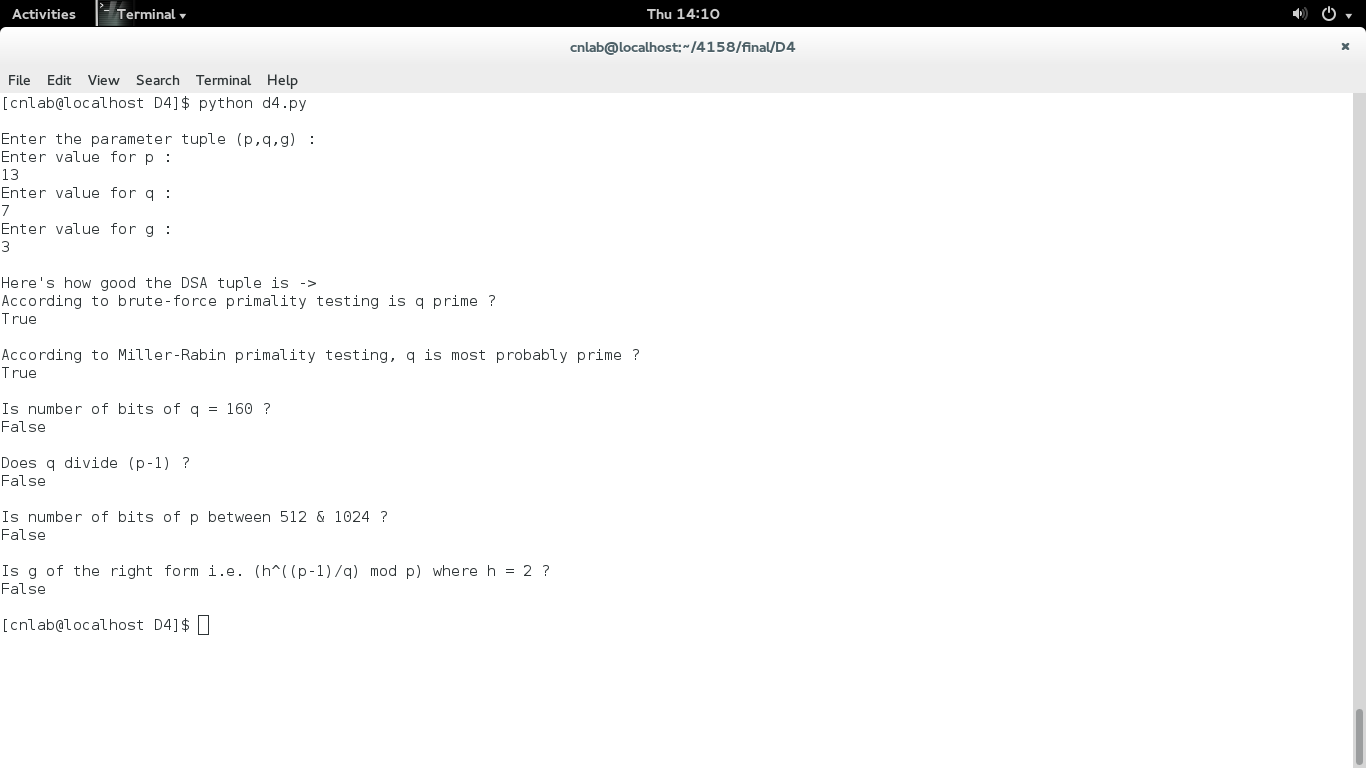 Activities Terminal Thu 14:10
cnlab@localhost:~/4158/final/D4
File Edit View Search Terminal Help
[cnlab@localhost D4]$ python d4.py
Enter the parameter tuple (p,q,g) :
Enter value for p :
13
Enter value for q :
7
Enter value for g :
3
Here's how good the DSA tuple is ->
According to brute-force primality testing is q prime ?
True
According to Miller-Rabin primality testing, q is most probably prime ?
True
Is number of bits of q = 160 ?
False
Does q divide (p-1) ?
False
Is number of bits of p between 512 & 1024 ?
False
Is g of the right form i.e. (h^((p-1)/q) mod p) where h = 2 ?
False
[cnlab@localhost D4]$